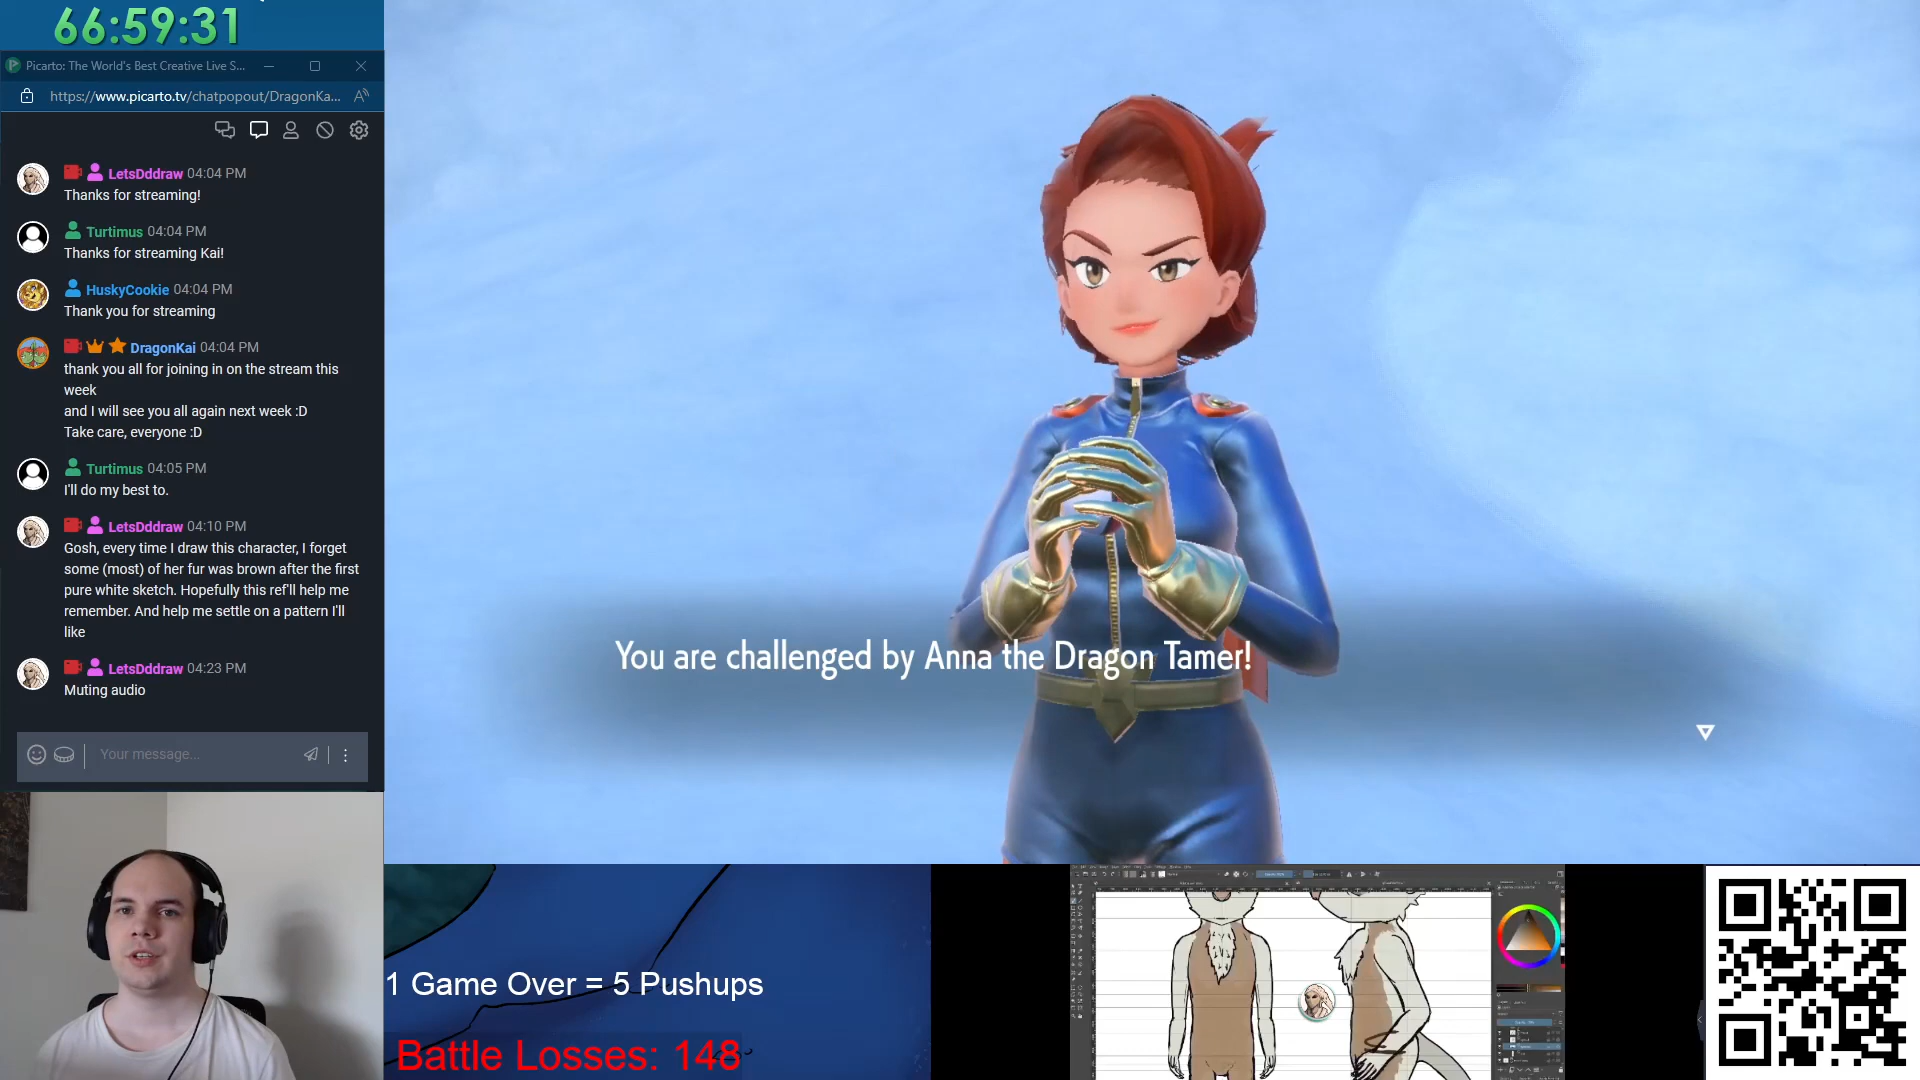 66:59:31
Picarto: The World's Best Creative Live S...
https://www.picarto.tv/chatpopout/DragonKa...
LetsDddraw 04:04 PM
Thanks for streaming!
Turtimus 04:04 PM
Thanks for streaming Kai!
HuskyCookie 04:04 PM
Thank you for streaming
DragonKai 04:04 PM
thank you all for joining in on the stream this
week
and I will see you all again next week :D
Take care, everyone :D
Turtimus 04:05 PM
I'll do my best to.
LetsDddraw 04:10 PM
Gosh, every time I draw this character, I forget
some (most) of her fur was brown after the first
pure white sketch. Hopefully this ref'll help me
remember. And help me settle on a pattern I'll
like
LetsDddraw 04:23 PM
Muting audio
Your message...
You are challenged by Anna the Dragon Tamer!
1 Game Over = 5 Pushups
Battle Losses: 148